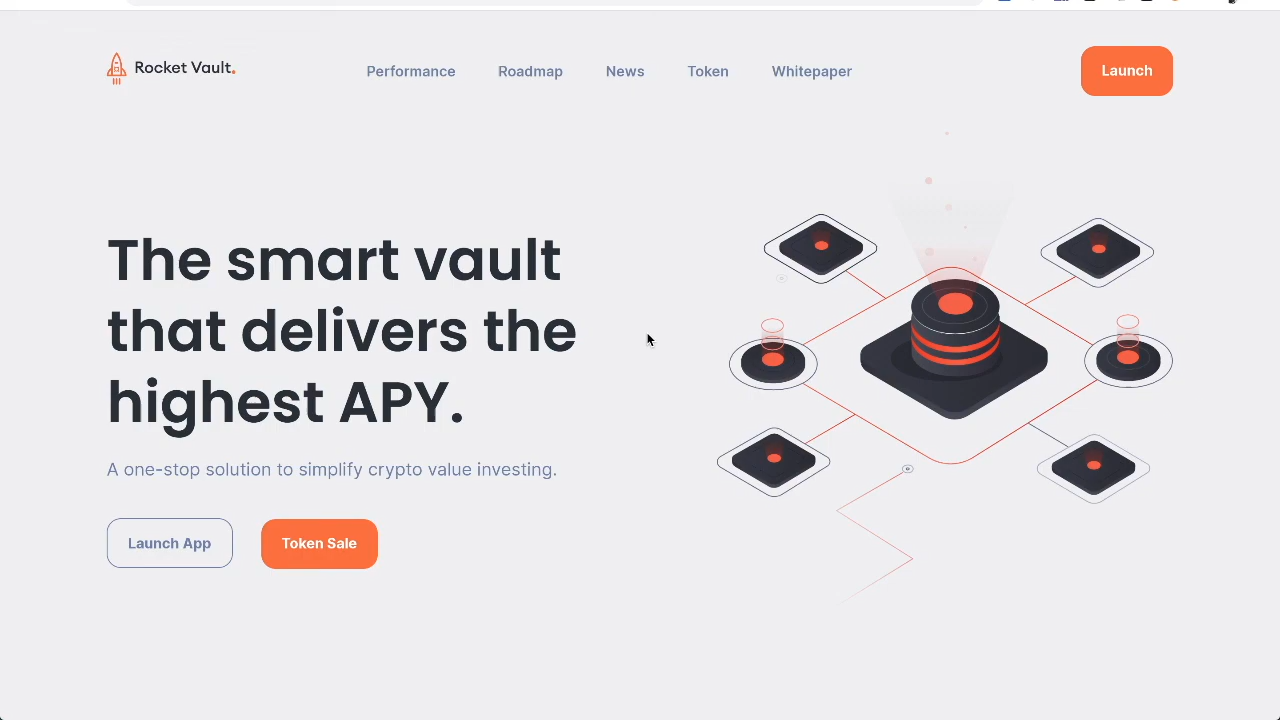 Rocket Vault.
Performance
Roadmap
News
Token
Whitepaper
Launch
The smart vault
that delivers the
highest APY.
A one-stop solution to simplify crypto value investing.
Launch App
Token Sale